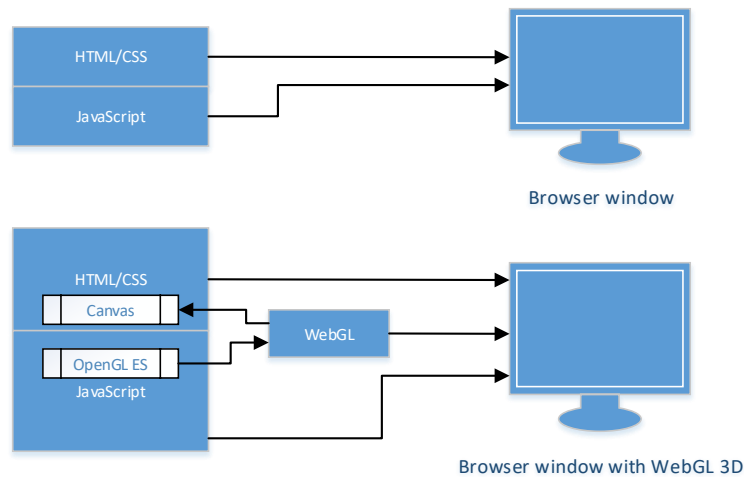 HTML/CSS
JavaScript
Browser window
HTML/CSS
Canvas
WebGL
OpenGL ES
JavaScript
Browser window with WebGL 3D